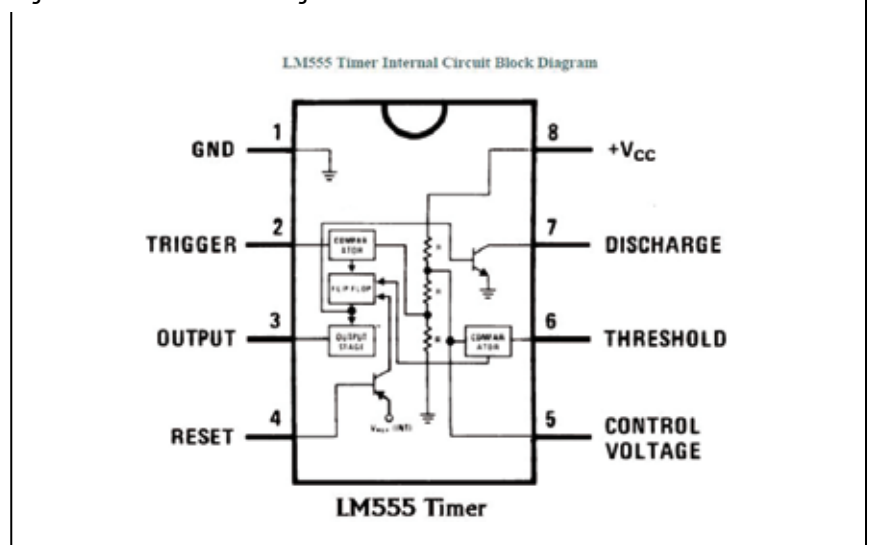 LM555 Timer Internal Circuit Block Diagram
1
GND
8
+VCC
2
TRIGGER
7
DISCHARGE
COMPAR
ATOR
R
FLIP FLOP
R
3
OUTPUT
6
THRESHOLD
OUTPUT
STAGE
R
COMPAR
ATOR
4
RESET
5
CONTROL
VOLTAGE
(INT)
LM555 Timer